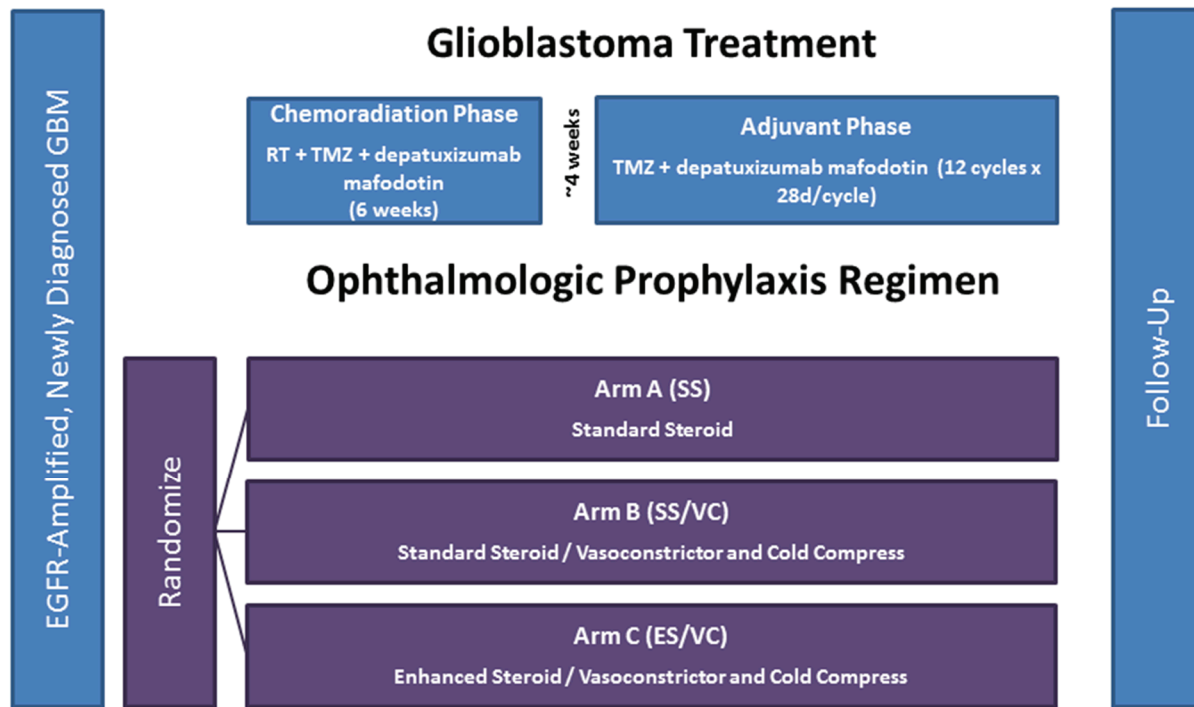 EGFR-Amplified, Newly Diagnosed GBM
Glioblastoma Treatment
Chemoradiation Phase
RT + TMZ + depatuxizumab
mafodotin
(6 weeks)
~4 weeks
Adjuvant Phase
TMZ + depatuxizumab mafodotin (12 cycles x
28d/cycle)
Ophthalmologic Prophylaxis Regimen
Randomize
Arm A (SS)
Standard Steroid
Arm B (SS/VC)
Standard Steroid / Vasoconstrictor and Cold Compress
Arm C (ES/VC)
Enhanced Steroid / Vasoconstrictor and Cold Compress
Follow-Up